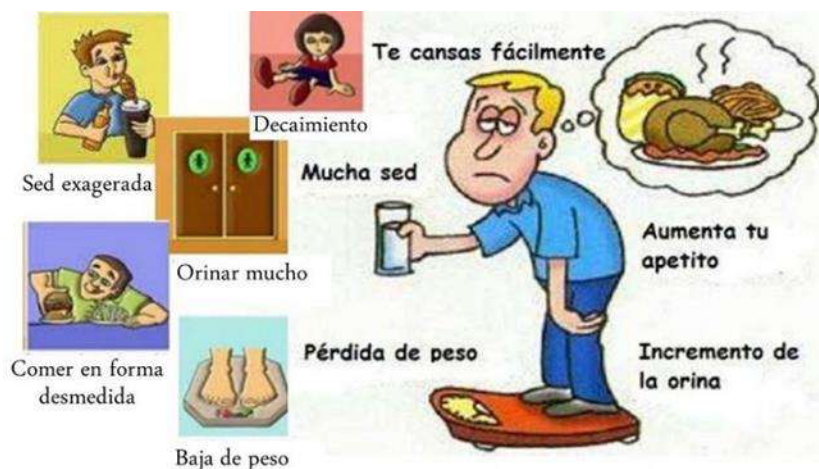 Te cansas fácilmente
Decaimiento
Sed exagerada
Mucha sed
Orinar mucho
Aumenta tu
apetito
Comer en forma
desmedida
Pérdida de peso
Incremento de
la orina
Baja de peso